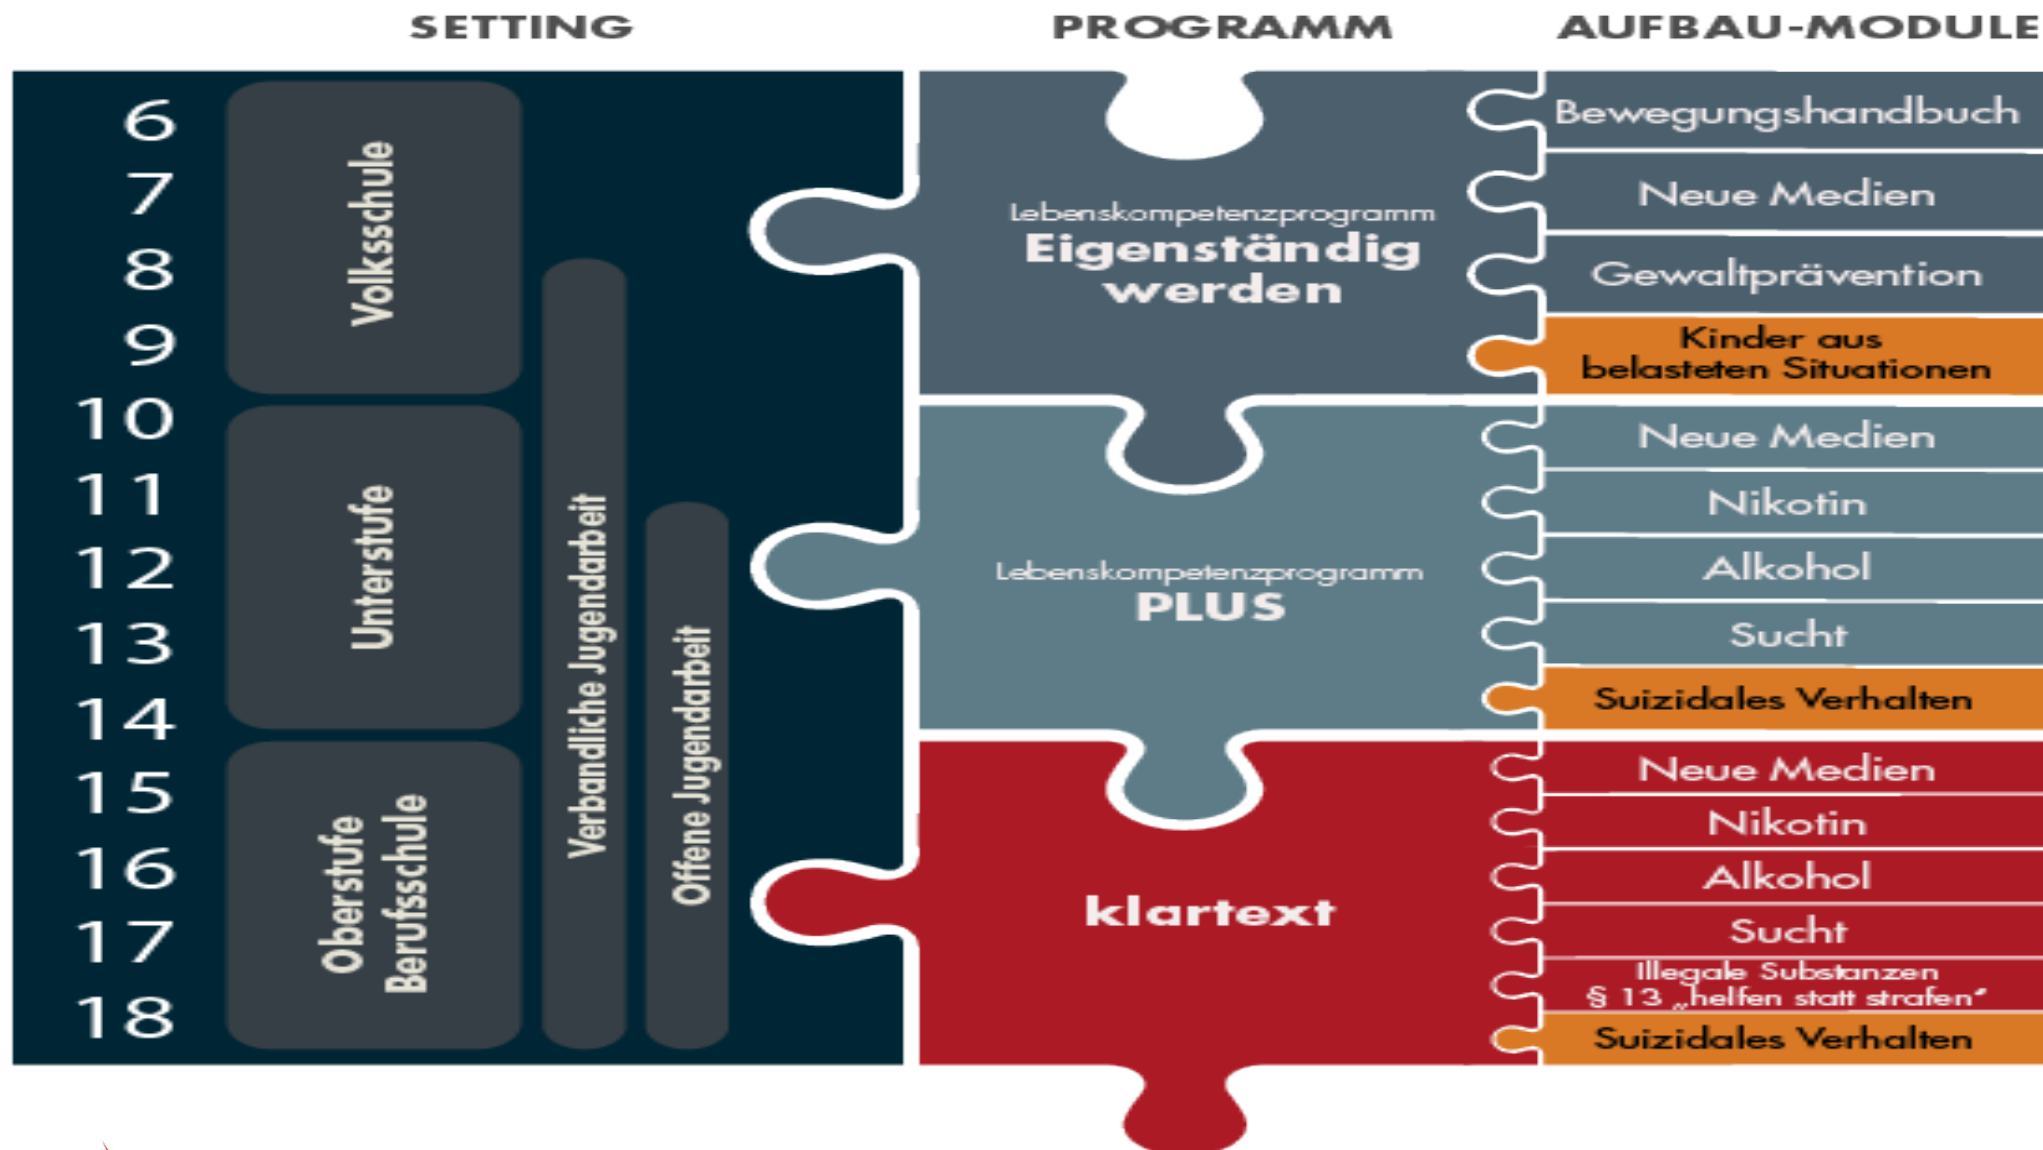 SETTING
PROGRAMM
AUFBAU-MODULE
6
7
8
9
10
11
12
13
14
15
16
17
18
Volksschule
Unterstufe
Oberstufe
Berufsschule
Verbandliche Jugendarbeit
Offene Jugendarbeit
Lebenskompetenzprogramm
Eigenständig
werden
Lebenskompetenzprogramm
PLUS
klartext
Bewegungshandbuch
Neue Medien
Gewaltprävention
Kinder aus
belasteten Situationen
Neue Medien
Nikotin
Alkohol
Sucht
Suizidales Verhalten
Neue Medien
Nikotin
Alkohol
Sucht
Illegale Substanzen
§ 13 „helfen statt strafen“
Suizidales Verhalten